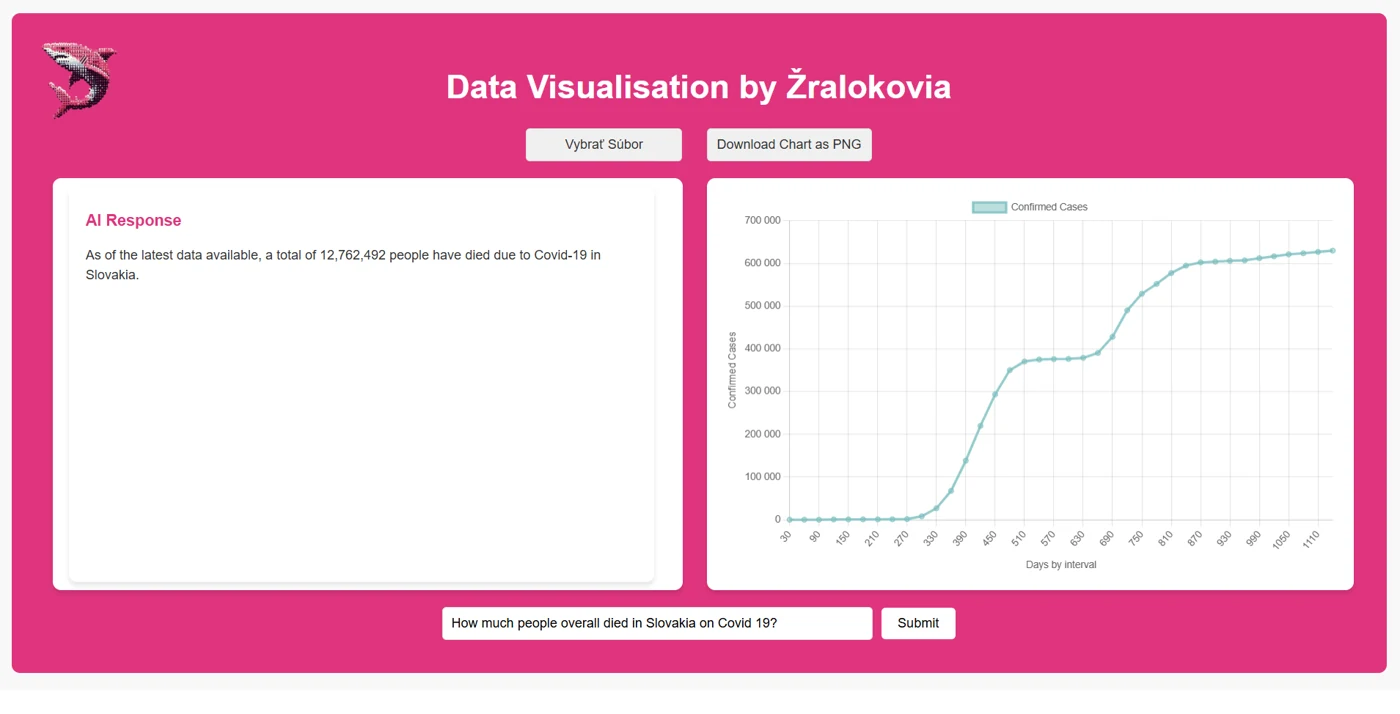 Data Visualisation by Žralokovia
Vybrať Súbor
Download Chart as PNG
AI Response
As of the latest data available, a total of 12,762,492 people have died due to Covid-19 in
Slovakia.
Confirmed Cases
700 000
600 000
500 000
400 000
300 000
200 000
100 000
0
Confirmed Cases
30
90
150
210
270
330
390
450
510
570
630
690
750
810
870
930
990
1050
1110
Days by interval
How much people overall died in Slovakia on Covid 19?
Submit